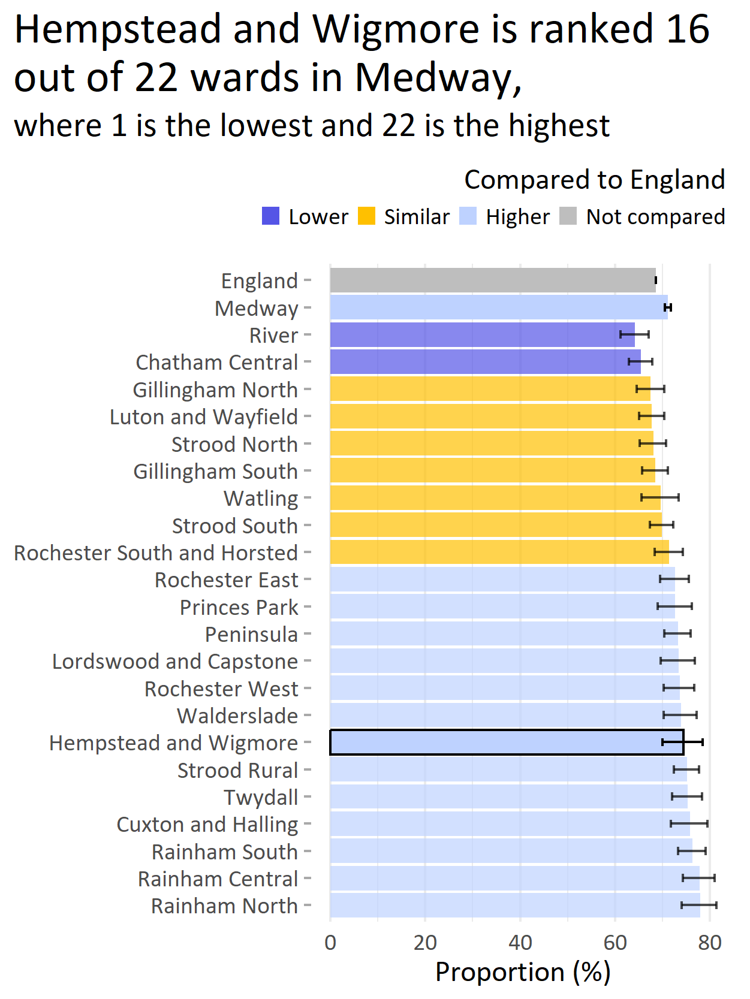 Hempstead and Wigmore is ranked 16
out of 22 wards in Medway,
where 1 is the lowest and 22 is the highest
Compared to England
Lower Similar Higher Not compared
England
Medway
River
Chatham Central
Gillingham North
Luton and Wayfield
Strood North
Gillingham South
Watling
Strood South
Rochester South and Horsted
Rochester East
Princes Park
Peninsula
Lordswood and Capstone
Rochester West
Walderslade
Hempstead and Wigmore
Strood Rural
Twydall
Cuxton and Halling
Rainham South
Rainham Central
Rainham North
0 20 40 60 80
Proportion (%)